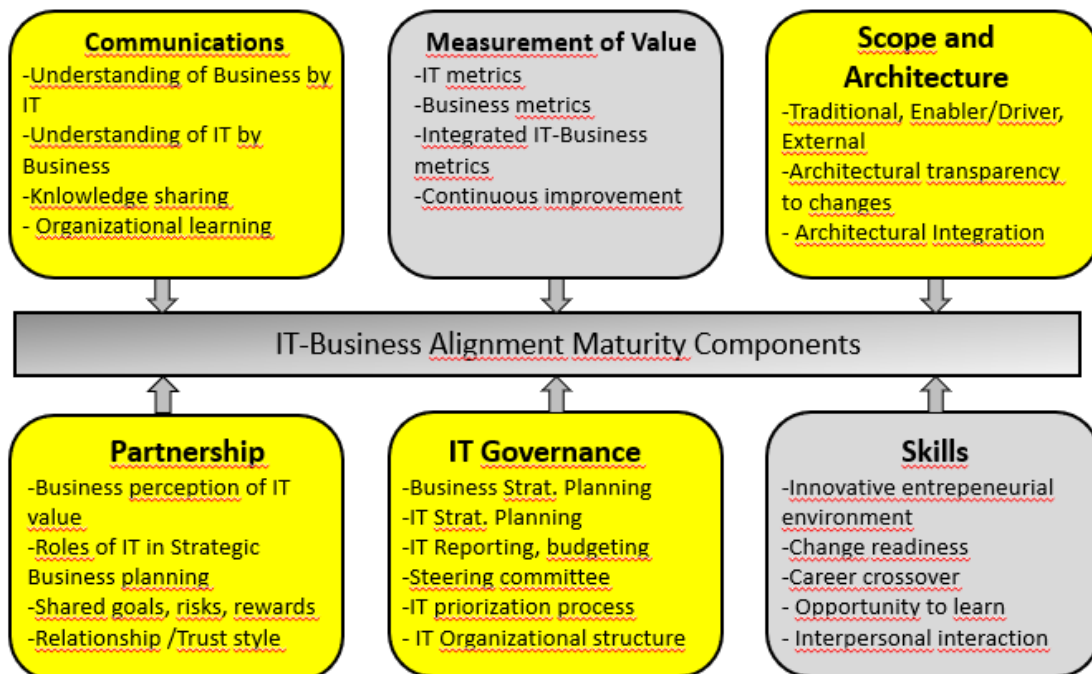 Communications
-Understanding of Business by
IT
-Understanding of IT by
Business
-Knlowledge sharing
- Organizational learning
Measurement of Value
-IT metrics
-Business metrics
-Integrated IT-Business
metrics
-Continuous improvement
Scope and
Architecture
-Traditional, Enabler/Driver,
External
-Architectural transparency
to changes
- Architectural Integration
IT-Business Alignment Maturity Components
Partnership
-Business perception of IT
value
-Roles of IT in Strategic
Business planning
-Shared goals, risks, rewards
-Relationship /Trust style
IT Governance
-Business Strat. Planning
-IT Strat. Planning
-IT Reporting, budgeting
-Steering committee
-IT priorization process
- IT Organizational structure
Skills
-Innovative entrepeneurial
environment
-Change readiness
-Career crossover
- Opportunity to learn
- Interpersonal interaction